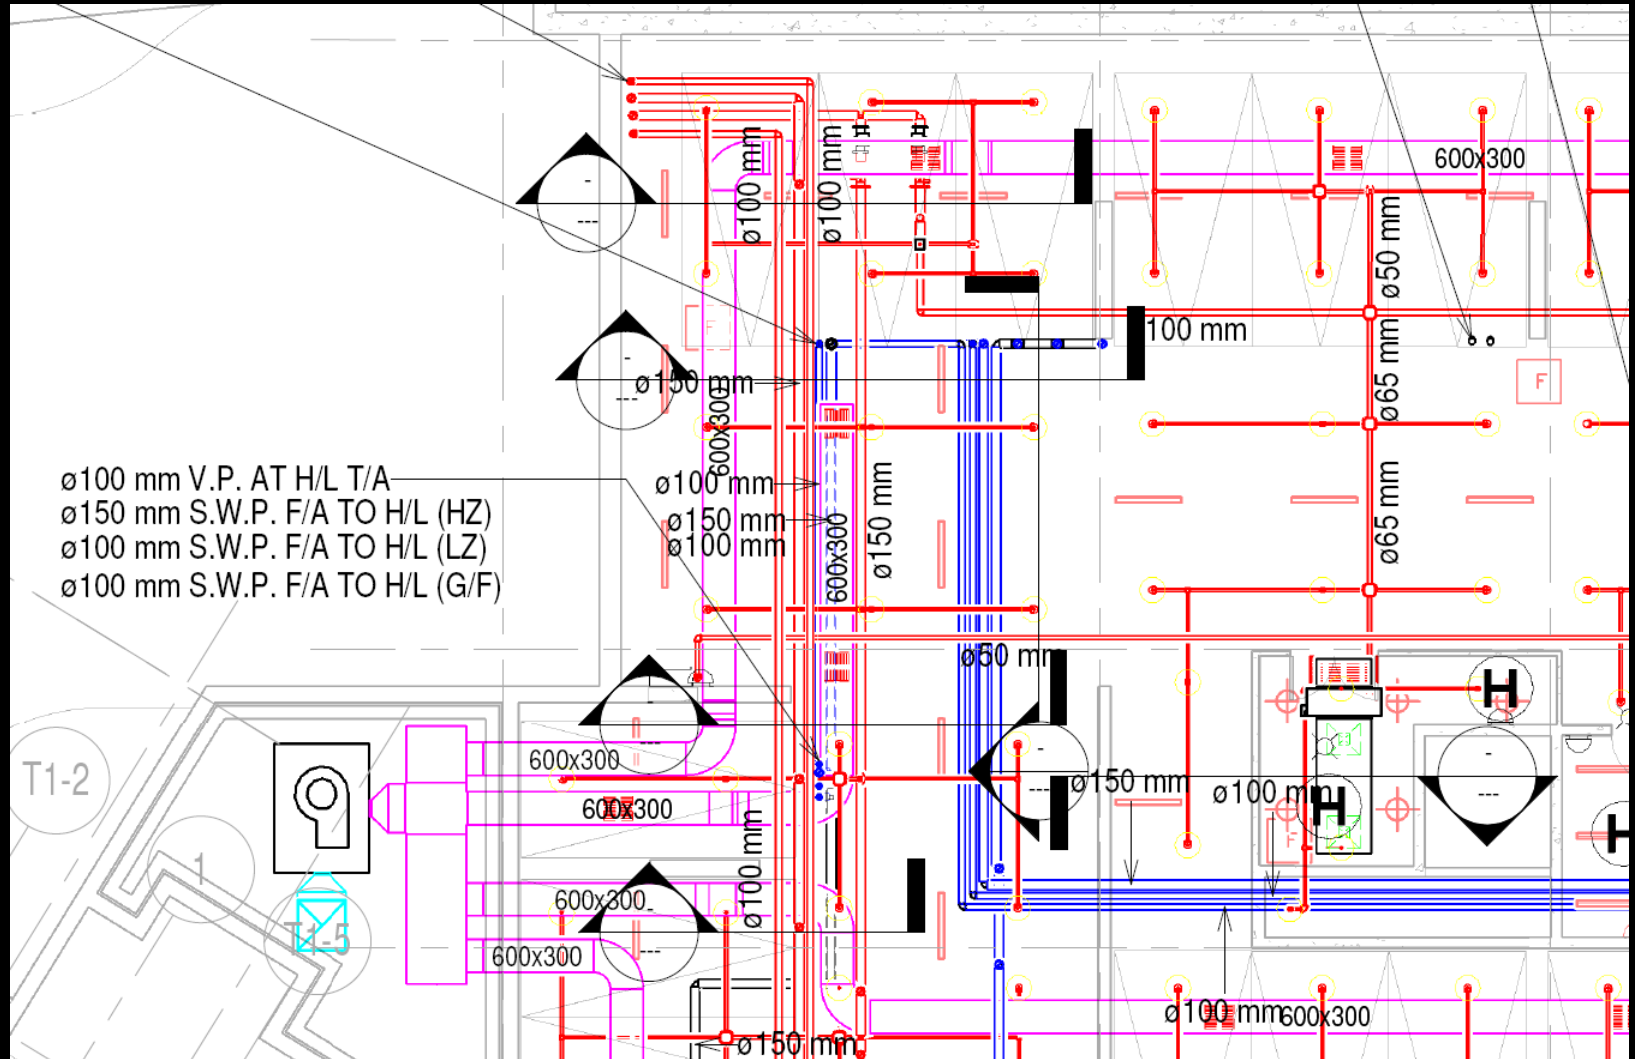 ø100 mm
ø100 mm
600x300
ø50 mm
-
---
F
100 mm
-
---
ø150 mm
F
ø65 mm
600x300
ø100 mm V.P. AT H/L T/A
ø150 mm S.W.P. F/A TO H/L (HZ)
ø100 mm S.W.P. F/A TO H/L (LZ)
ø100 mm S.W.P. F/A TO H/L (G/F)
ø100 mm
ø150 mm
ø100 mm
600x300
ø150 mm
ø65 mm
ø50 mm
H
-
---
600x300
-
---
-
---
T1-2
600x300
ø150 mm
ø100 mm
H
H
F
1
ø100 mm
600x300
-
---
T1-5
600x300
ø100 mm
600x300
ø150 mm